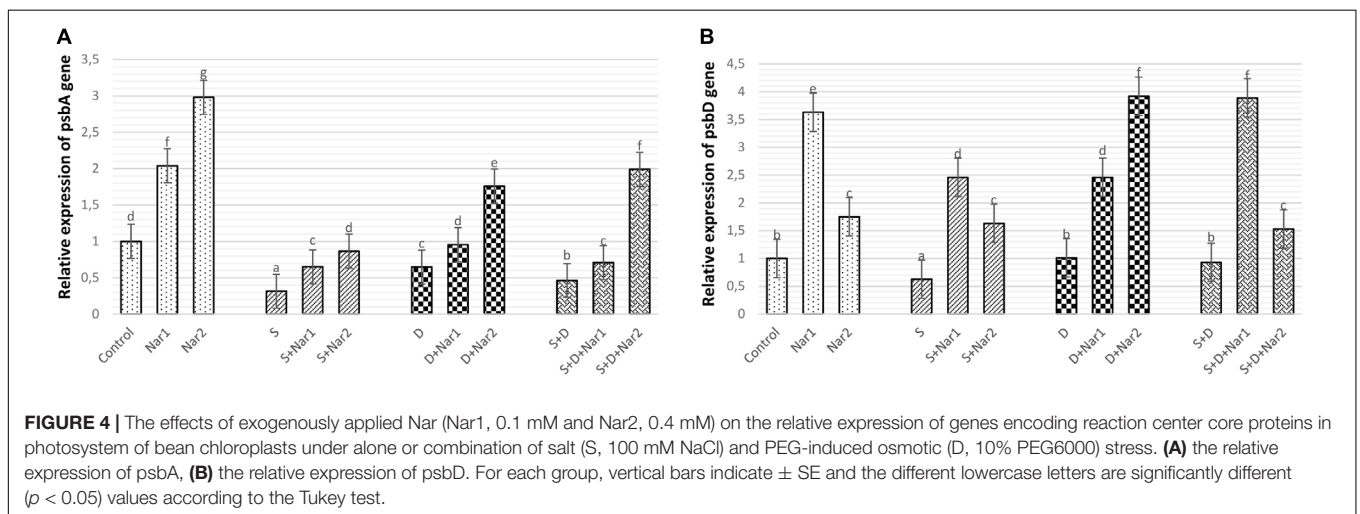 A
Relative expression of psbA gene
3,5
3
2,5
2
1,5
1
0,5
0
d
f
g
a
c
d
c
d
e
b
c
f
Control
Nar1
Nar2
S
S+Nar1
S+Nar2
D
D+Nar1
D+Nar2
S+D
S+D+Nar1
S+D+Nar2
B
Relative expression of psbD gene
4,5
4
3,5
3
2,5
2
1,5
1
0,5
0
b
e
c
a
d
c
b
d
f
b
f
c
Control
Nar1
Nar2
S
S+Nar1
S+Nar2
D
D+Nar1
D+Nar2
S+D
S+D+Nar1
S+D+Nar2
FIGURE 4 | The effects of exogenously applied Nar (Nar1, 0.1 mM and Nar2, 0.4 mM) on the relative expression of genes encoding reaction center core proteins in
photosystem of bean chloroplasts under alone or combination of salt (S, 100 mM NaCl) and PEG-induced osmotic (D, 10% PEG6000) stress. (A) the relative
expression of psbA, (B) the relative expression of psbD. For each group, vertical bars indicate ± SE and the different lowercase letters are significantly different
(p < 0.05) values according to the Tukey test.